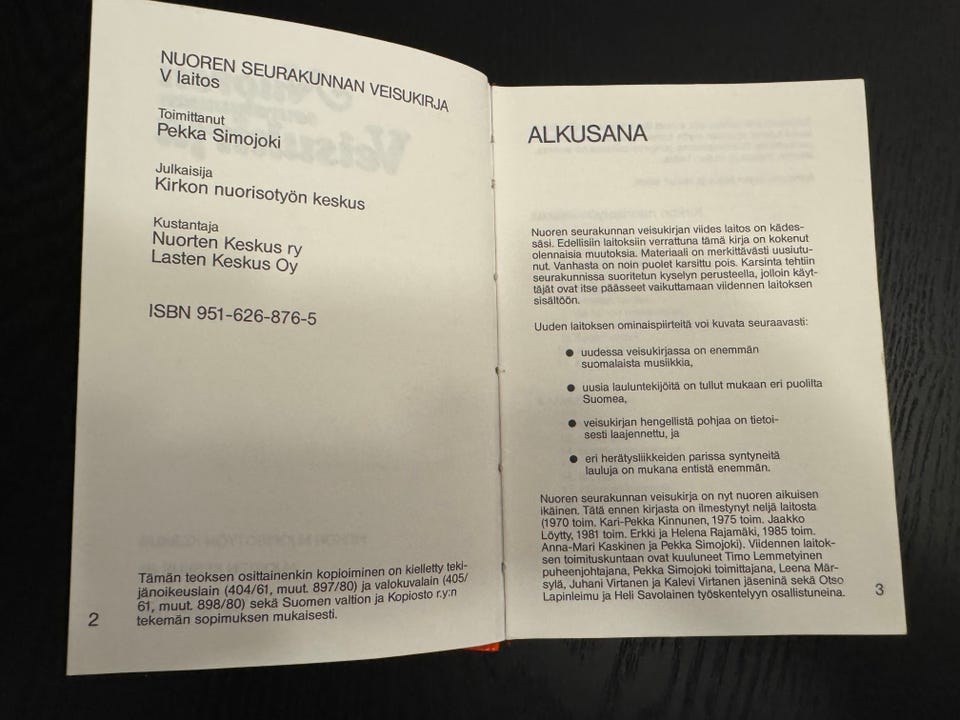 NUOREN SEURAKUNNAN VEISUKIRJA
V laitos
Toimittanut
Pekka Simojoki
Julkaisija
Kirkon nuorisotyön keskus
Kustantaja
Nuorten Keskus ry
Lasten Keskus Oy
ISBN 951-626-876-5
Tämän teoksen osittainenkin kopioiminen on kielletty teki-
jänoikeuslain (404/61, muut. 897/80) ja valokuvalain (405/
61, muut. 898/80) sekä Suomen valtion ja Kopiosto r.y:n
tekemän sopimuksen mukaisesti.
2
ALKUSANA
Nuoren seurakunnan veisukirjan viides laitos on kädes-
säsi. Edellisiin laitoksiin verrattuna tämä kirja on kokenut
olennaisia muutoksia. Materiaali on merkittävästi uusiutu-
nut. Vanhasta on noin puolet karsittu pois. Karsinta tehtiin
seurakunnissa suoritetun kyselyn perusteella, jolloin käyt-
täjät ovat itse päässeet vaikuttamaan viidennen laitoksen
sisältöön.
Uuden laitoksen ominaispiirteitä voi kuvata seuraavasti:
● uudessa veisukirjassa on enemmän
suomalaista musiikkia,
● uusia lauluntekijöitä on tullut mukaan eri puolilta
Suomea,
● veisukirjan hengellistä pohjaa on tietoi-
sesti laajennettu, ja
● eri herätysliikkeiden parissa syntyneitä
lauluja on mukana entistä enemmän.
Nuoren seurakunnan veisukirja on nyt nuoren aikuisen
ikäinen. Tätä ennen kirjasta on ilmestynyt neljä laitosta
(1970 toim. Kari-Pekka Kinnunen, 1975 toim. Jaakko
Löytty, 1981 toim. Erkki ja Helena Rajamäki, 1985 toim.
Anna-Mari Kaskinen ja Pekka Simojoki). Viidennen laitok-
sen toimituskuntaan ovat kuuluneet Timo Lemmetyinen
puheenjohtajana, Pekka Simojoki toimittajana, Leena Mär-
sylä, Juhani Virtanen ja Kalevi Virtanen jäseninä sekä Otso
Lapinleimu ja Heli Savolainen työskentelyyn osallistuneina.
3